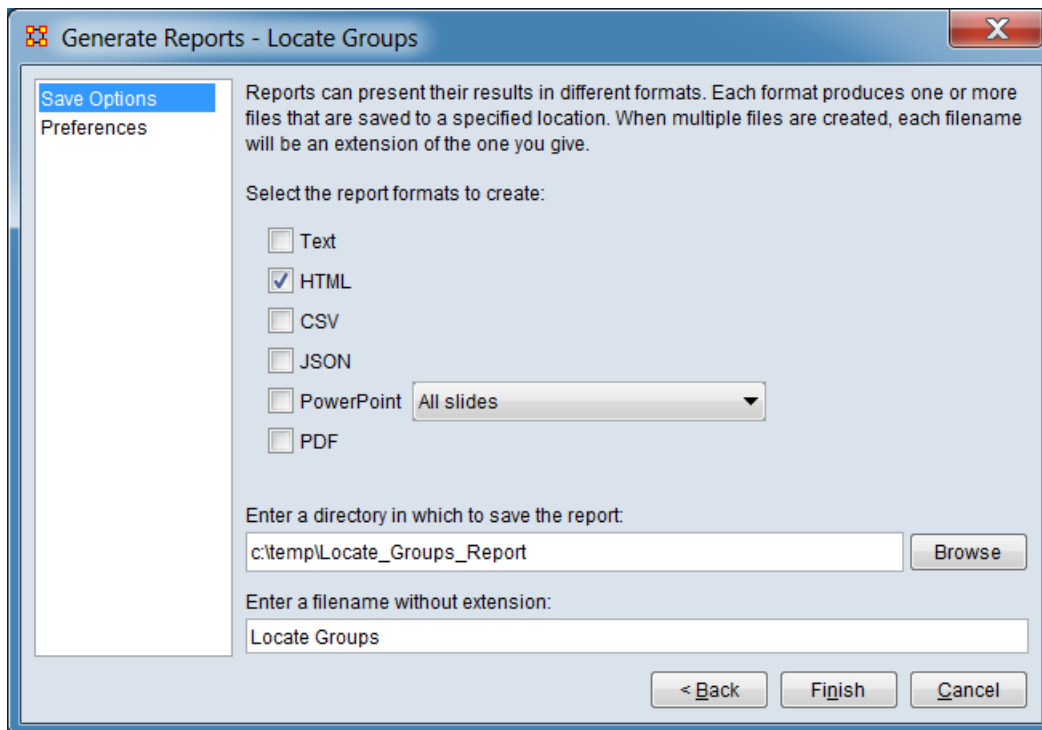 Generate Reports - Locate Groups
Save Options
Preferences
Reports can present their results in different formats. Each format produces one or more
files that are saved to a specified location. When multiple files are created, each filename
will be an extension of the one you give.
Select the report formats to create:
Text
HTML
CSV
JSON
PowerPoint All slides
PDF
Enter a directory in which to save the report:
c:\temp\Locate_Groups_Report Browse
Enter a filename without extension:
Locate Groups
< Back Finish Cancel